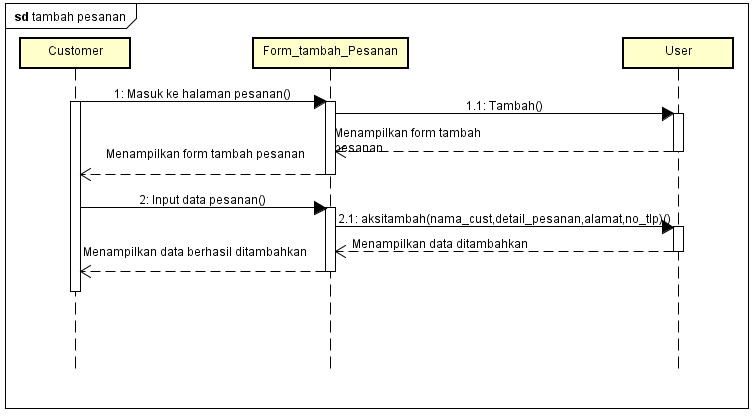 sd tambah pesanan
Customer
Form_tambah_Pesanan
User
1: Masuk ke halaman pesanan()
1.1: Tambah()
Menampilkan form tambah
pesanan
Menampilkan form tambah pesanan
2: Input data pesanan()
2.1: aksitambah(nama_cust,detail_pesanan,alamat,no_tlp)()
Menampilkan data ditambahkan
Menampilkan data berhasil ditambahkan